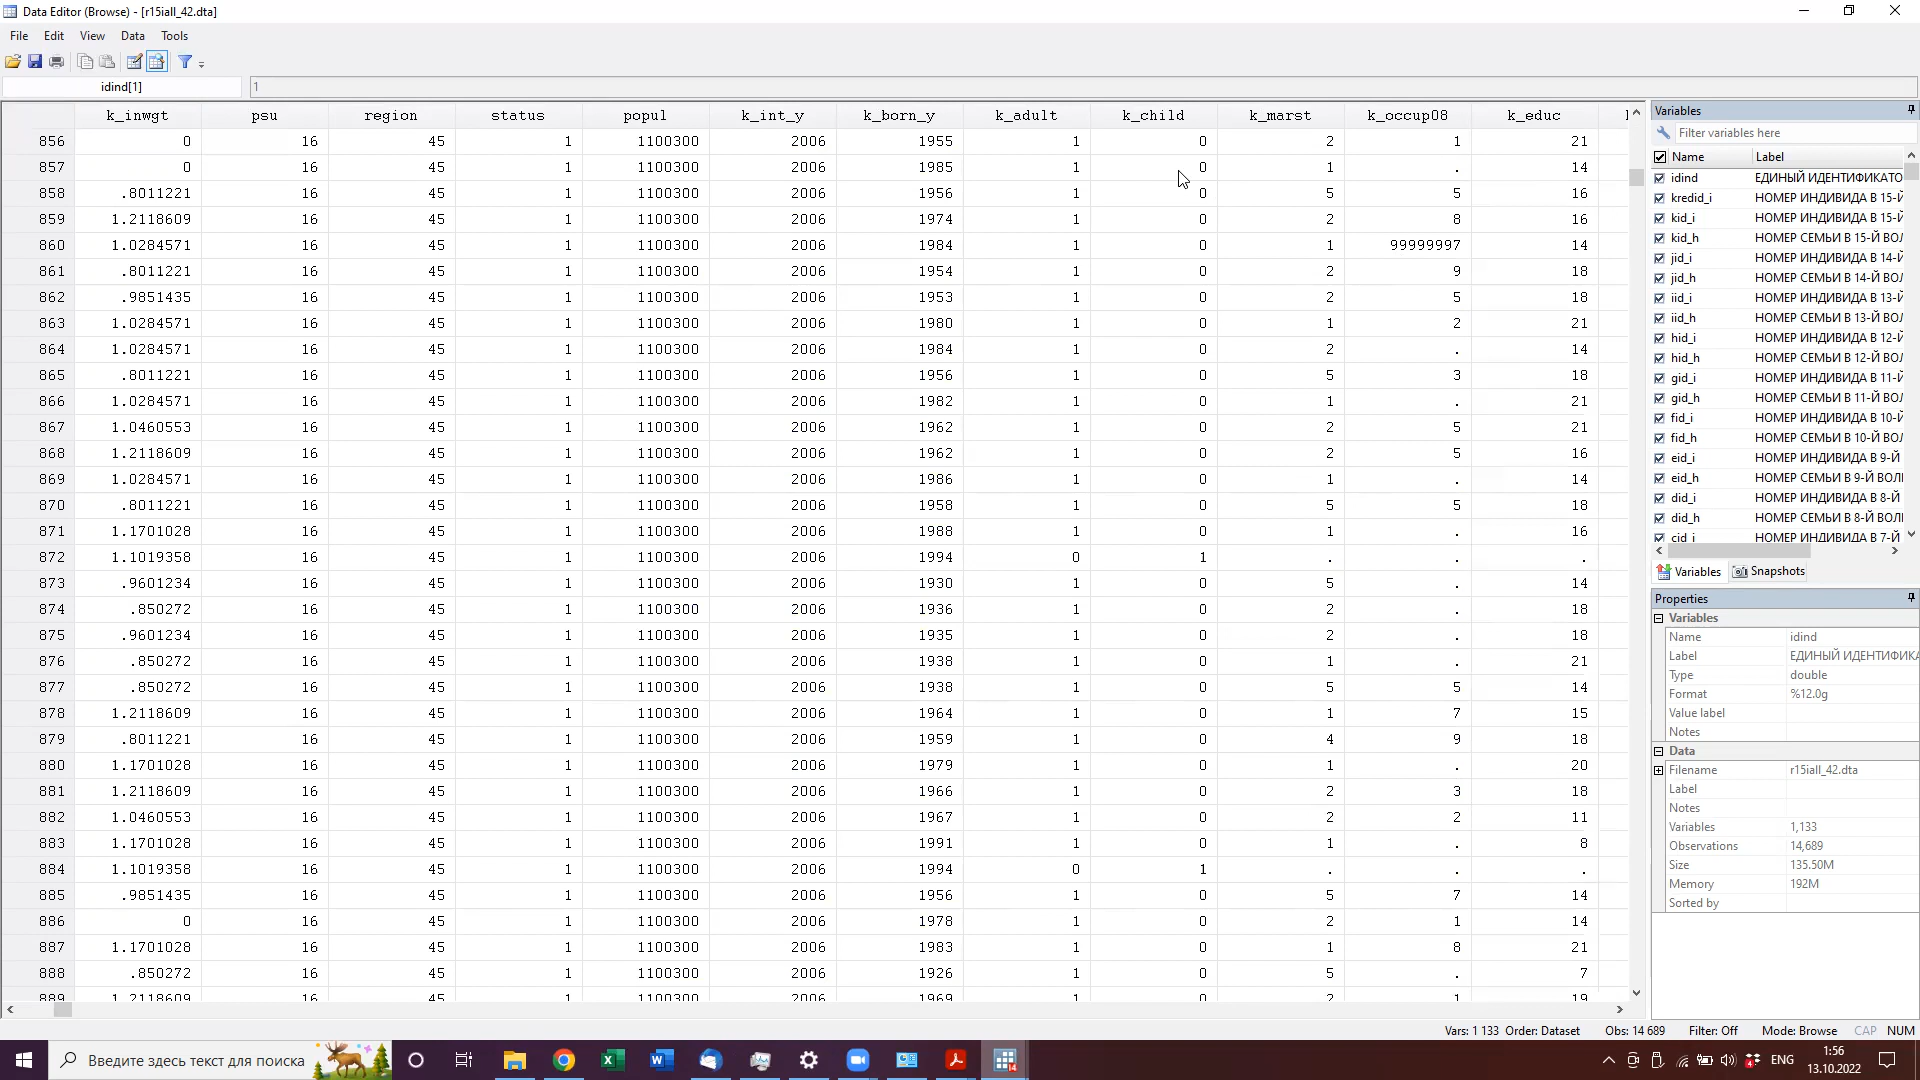 Data Editor (Browse) - [r15iall_42.dta]
File Edit View Data Tools
idind[1] 1
k_inwgt psu region status popul k_int_y k_born_y k_adult k_child k_marst k_occup08 k_educ
856 0 16 45 1 1100300 2006 1955 1 0 2 1 21
857 0 16 45 1 1100300 2006 1985 1 0 1 . 14
858 .8011221 16 45 1 1100300 2006 1956 1 0 5 5 16
859 1.2118609 16 45 1 1100300 2006 1974 1 0 2 8 16
860 1.0284571 16 45 1 1100300 2006 1984 1 0 1 99999997 14
861 .8011221 16 45 1 1100300 2006 1954 1 0 2 9 18
862 .9851435 16 45 1 1100300 2006 1953 1 0 2 5 18
863 1.0284571 16 45 1 1100300 2006 1980 1 0 1 2 21
864 1.0284571 16 45 1 1100300 2006 1984 1 0 2 . 14
865 .8011221 16 45 1 1100300 2006 1956 1 0 5 3 18
866 1.0284571 16 45 1 1100300 2006 1982 1 0 1 . 21
867 1.0460553 16 45 1 1100300 2006 1962 1 0 2 5 21
868 1.2118609 16 45 1 1100300 2006 1962 1 0 2 5 16
869 1.0284571 16 45 1 1100300 2006 1986 1 0 1 . 14
870 .8011221 16 45 1 1100300 2006 1958 1 0 5 5 18
871 1.1701028 16 45 1 1100300 2006 1988 1 0 1 . 16
872 1.1019358 16 45 1 1100300 2006 1994 0 1 . . .
873 .9601234 16 45 1 1100300 2006 1930 1 0 5 . 14
874 .850272 16 45 1 1100300 2006 1936 1 0 2 . 18
875 .9601234 16 45 1 1100300 2006 1935 1 0 2 . 18
876 .850272 16 45 1 1100300 2006 1938 1 0 1 . 21
877 .850272 16 45 1 1100300 2006 1938 1 0 5 5 14
878 1.2118609 16 45 1 1100300 2006 1964 1 0 1 7 15
879 .8011221 16 45 1 1100300 2006 1959 1 0 4 9 18
880 1.1701028 16 45 1 1100300 2006 1979 1 0 1 . 20
881 1.2118609 16 45 1 1100300 2006 1966 1 0 2 3 18
882 1.0460553 16 45 1 1100300 2006 1967 1 0 2 2 11
883 1.1701028 16 45 1 1100300 2006 1991 1 0 1 . 8
884 1.1019358 16 45 1 1100300 2006 1994 0 1 . . .
885 .9851435 16 45 1 1100300 2006 1956 1 0 5 7 14
886 0 16 45 1 1100300 2006 1978 1 0 2 1 14
887 1.1701028 16 45 1 1100300 2006 1983 1 0 1 8 21
888 .850272 16 45 1 1100300 2006 1926 1 0 5 . 7
889 1.2118609 16 45 1 1100300 2006 1969 1 0 2 1 19
Variables
Filter variables here
Name Label
idind ЕДИНЫЙ ИДЕНТИФИКАТО
kredid_i НОМЕР ИНДИВИДА В 15-Й
kid_i НОМЕР ИНДИВИДА В 15-Й
kid_h НОМЕР СЕМЬИ В 15-Й ВОЛ
jid_i НОМЕР ИНДИВИДА В 14-Й
jid_h НОМЕР СЕМЬИ В 14-Й ВОЛ
iid_i НОМЕР ИНДИВИДА В 13-Й
iid_h НОМЕР СЕМЬИ В 13-Й ВОЛ
hid_i НОМЕР ИНДИВИДА В 12-Й
hid_h НОМЕР СЕМЬИ В 12-Й ВОЛ
gid_i НОМЕР ИНДИВИДА В 11-Й
gid_h НОМЕР СЕМЬИ В 11-Й ВОЛ
fid_i НОМЕР ИНДИВИДА В 10-Й
fid_h НОМЕР СЕМЬИ В 10-Й ВОЛ
eid_i НОМЕР ИНДИВИДА В 9-Й
eid_h НОМЕР СЕМЬИ В 9-Й ВОЛ
did_i НОМЕР ИНДИВИДА В 8-Й
did_h НОМЕР СЕМЬИ В 8-Й ВОЛ
cid_i НОМЕР ИНДИВИДА В 7-Й
Variables Snapshots
Properties
Variables
Name idind
Label ЕДИНЫЙ ИДЕНТИФИКА
Type double
Format %12.0g
Value label
Notes
Data
Filename r15iall_42.dta
Label
Notes
Variables 1,133
Observations 14,689
Size 135.50M
Memory 192M
Sorted by
Vars: 1 133 Order: Dataset Obs: 14 689 Filter: Off Mode: Browse CAP NUM
Введите здесь текст для поиска
ENG
1:56
13.10.2022